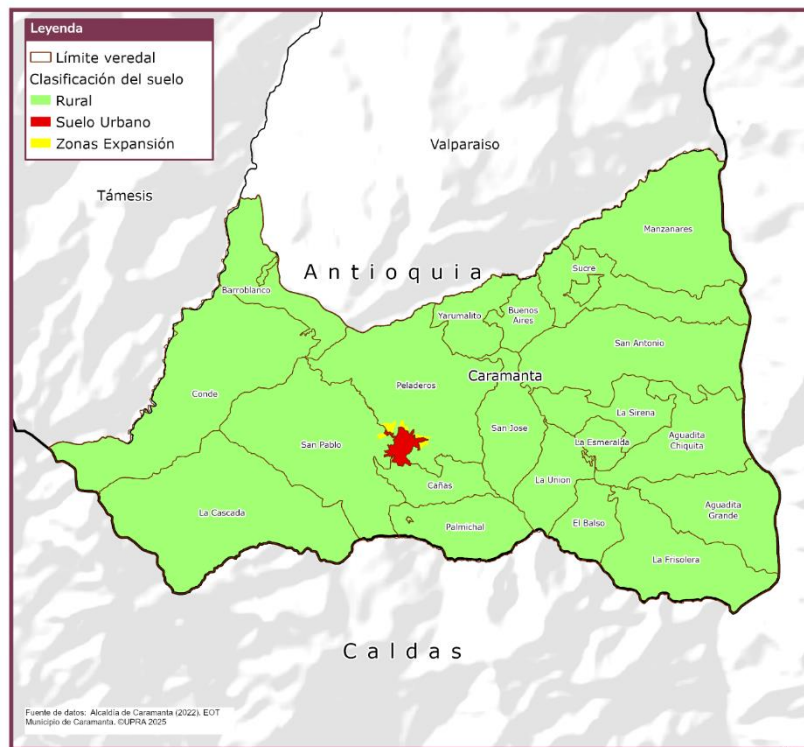 Leyenda
Límite veredal
Clasificación del suelo
Rural
Suelo Urbano
Zonas Expansión
Valparaiso
Támesis
Antioquia
Manzanares
Sucre
Barroblanco
Yarumalito
Buenos
Aires
San Antonio
Peladeros
Caramanta
Conde
La Sirena
San Pablo
San Jose
La Esmeralda
Aguadita
Chiquita
Cañas
La Union
La Cascada
Palmichal
El Balso
Aguadita
Grande
La Frisolera
Caldas
Fuente de datos: Alcaldía de Caramanta (2022). EOT
Municipio de Caramanta. ©UPRA 2025